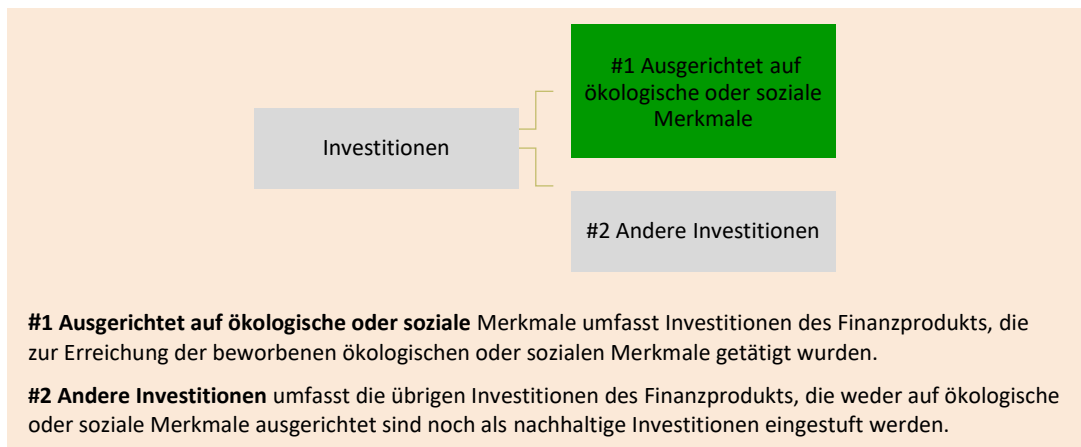 #1 Ausgerichtet auf
ökologische oder soziale
Merkmale
Investitionen
#2 Andere Investitionen
#1 Ausgerichtet auf ökologische oder soziale Merkmale umfasst Investitionen des Finanzprodukts, die
zur Erreichung der beworbenen ökologischen oder sozialen Merkmale getätigt wurden.
#2 Andere Investitionen umfasst die übrigen Investitionen des Finanzprodukts, die weder auf ökologische
oder soziale Merkmale ausgerichtet sind noch als nachhaltige Investitionen eingestuft werden.